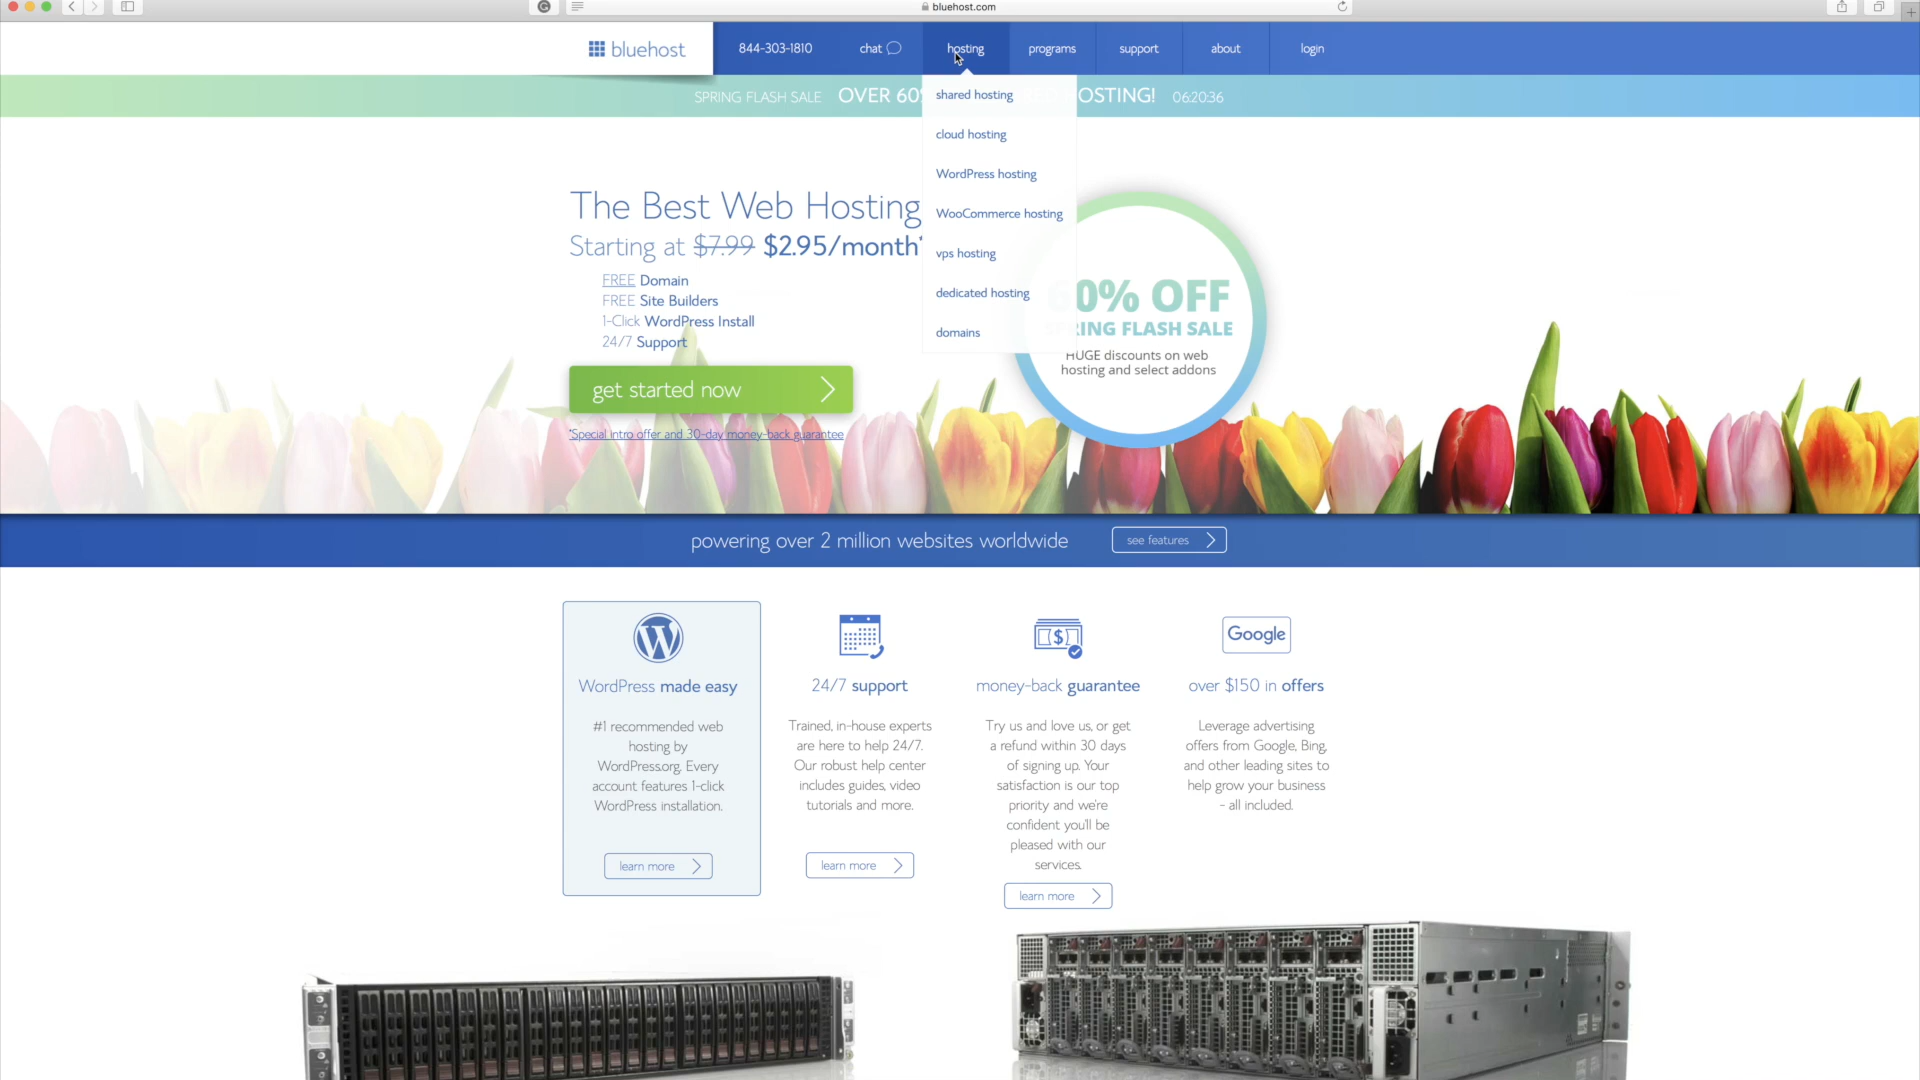 bluehost.com
bluehost
844-303-1810
chat
hosting
programs
support
about
login
SPRING FLASH SALE OVER 60 OSTING! 06:20:36
shared hosting
cloud hosting
WordPress hosting
WooCommerce hosting
vps hosting
dedicated hosting
domains
The Best Web Hosting
Starting at $7.99 $2.95/month*
FREE Domain
FREE Site Builders
1-Click WordPress Install
24/7 Support
get started now
*Special intro offer and 30-day money-back guarantee
60% OFF
SPRING FLASH SALE
HUGE discounts on web
hosting and select addons
powering over 2 million websites worldwide
see features
WordPress made easy
#1 recommended web
hosting by
WordPress.org. Every
account features 1-click
WordPress installation.
learn more
24/7 support
Trained, in-house experts
are here to help 24/7.
Our robust help center
includes guides, video
tutorials and more.
learn more
money-back guarantee
Try us and love us, or get
a refund within 30 days
of signing up. Your
satisfaction is our top
priority and we're
confident you'll be
pleased with our
services.
learn more
Google
over $150 in offers
Leverage advertising
offers from Google, Bing,
and other leading sites to
help grow your business
- all included.